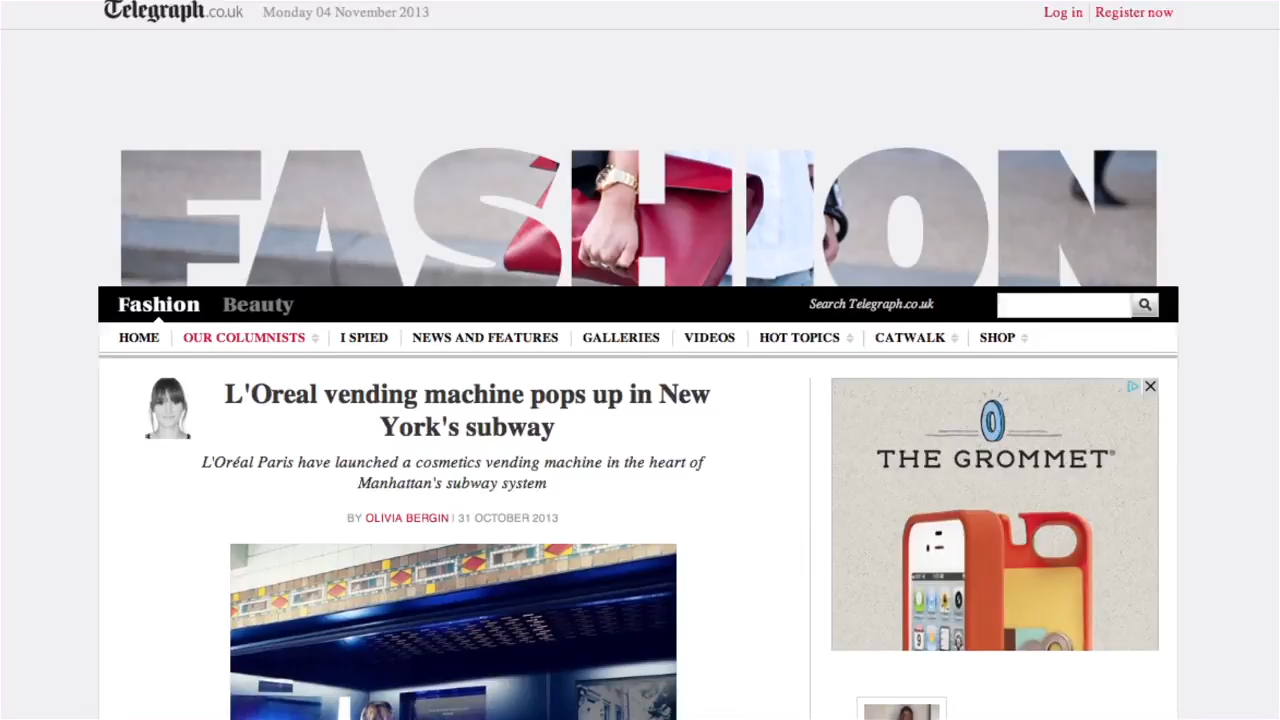 Telegraph.co.uk Monday 04 November 2013 Log in Register now
FASHION
Fashion Beauty Search Telegraph.co.uk
HOME OUR COLUMNISTS I SPIED NEWS AND FEATURES GALLERIES VIDEOS HOT TOPICS CATWALK SHOP
L'Oreal vending machine pops up in New
York's subway
L'Oréal Paris have launched a cosmetics vending machine in the heart of
Manhattan's subway system
BY OLIVIA BERGIN | 31 OCTOBER 2013
THE GROMMET®